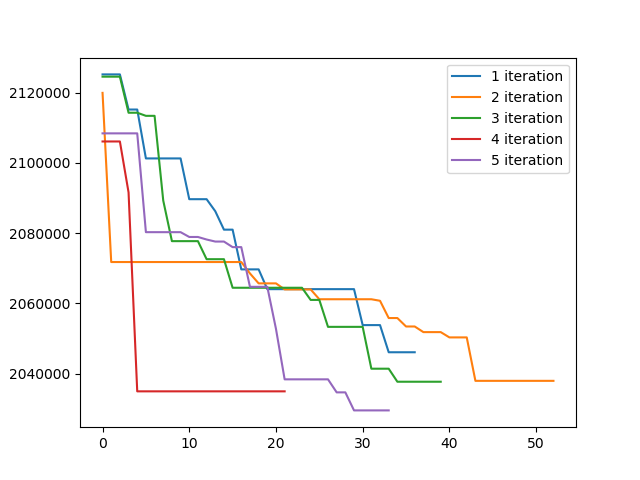 2120000
2100000
2080000
2060000
2040000
0
10
20
30
40
50
1 iteration
2 iteration
3 iteration
4 iteration
5 iteration